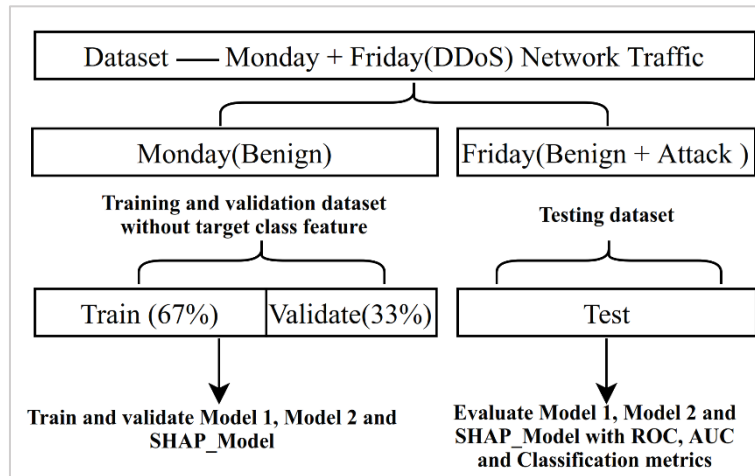 Dataset — Monday + Friday(DDoS) Network Traffic
Monday(Benign)
Friday(Benign + Attack )
Training and validation dataset
without target class feature
Testing dataset
Train (67%)
Validate(33%)
Test
Train and validate Model 1, Model 2 and
SHAP_Model
Evaluate Model 1, Model 2 and
SHAP_Model with ROC, AUC
and Classification metrics